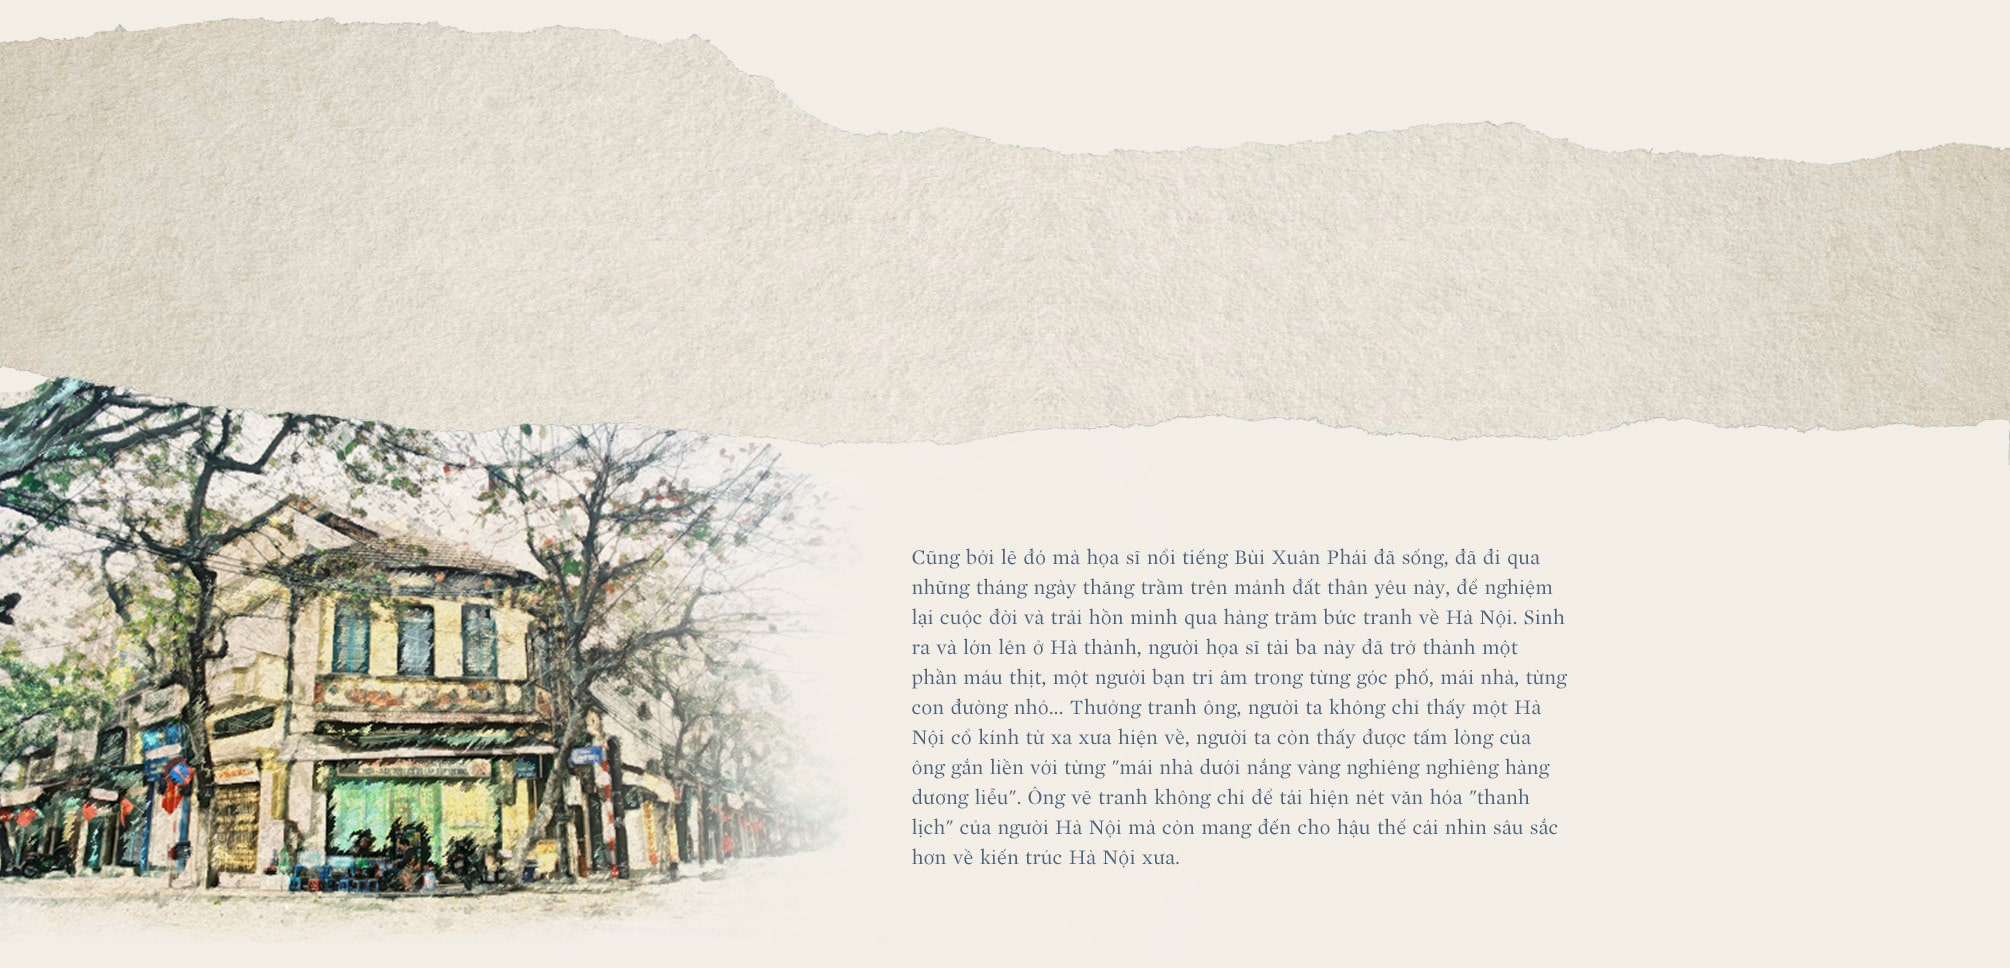 Cũng bởi lẽ đó mà họa sĩ nổi tiếng Bùi Xuân Phái đã sống, đã đi qua
những tháng ngày thăng trầm trên mảnh đất thân yêu này, để nghiệm
lại cuộc đời và trải hồn mình qua hàng trăm bức tranh về Hà Nội. Sinh
ra và lớn lên ở Hà thành, người họa sĩ tài ba này đã trở thành một
phần máu thịt, một người bạn tri âm trong từng góc phố, mái nhà, từng
con đường nhỏ... Thưởng tranh ông, người ta không chỉ thấy một Hà
Nội cổ kính từ xa xưa hiện về, người ta còn thấy được tấm lòng của
ông gắn liền với từng "mái nhà dưới nắng vàng nghiêng nghiêng hàng
dương liễu". Ông vẽ tranh không chỉ để tái hiện nét văn hóa "thanh
lịch" của người Hà Nội mà còn mang đến cho hậu thế cái nhìn sâu sắc
hơn về kiến trúc Hà Nội xưa.